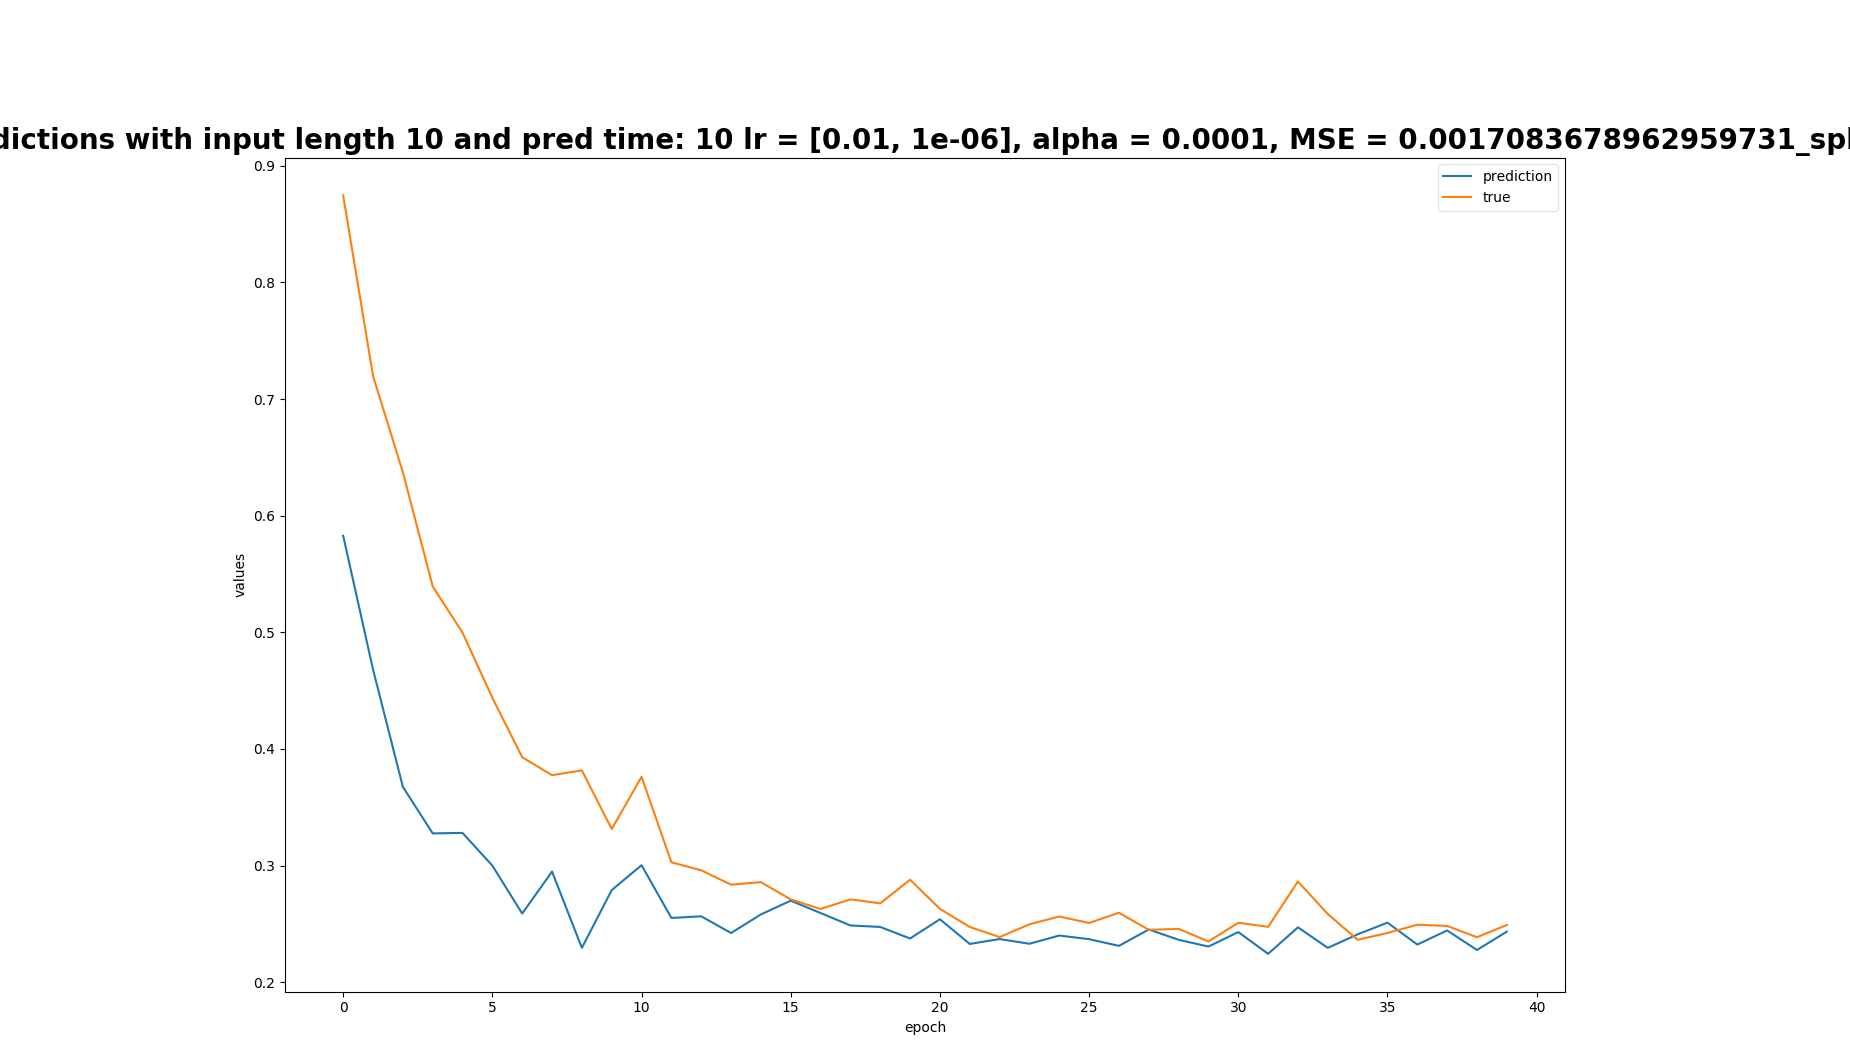 dictions with input length 10 and pred time: 10 lr = [0.01, 1e-06], alpha = 0.0001, MSE = 0.0017083678962959731_spl
prediction
true
0.9
0.8
0.7
0.6
0.5
0.4
0.3
0.2
values
0 5 10 15 20 25 30 35 40
epoch